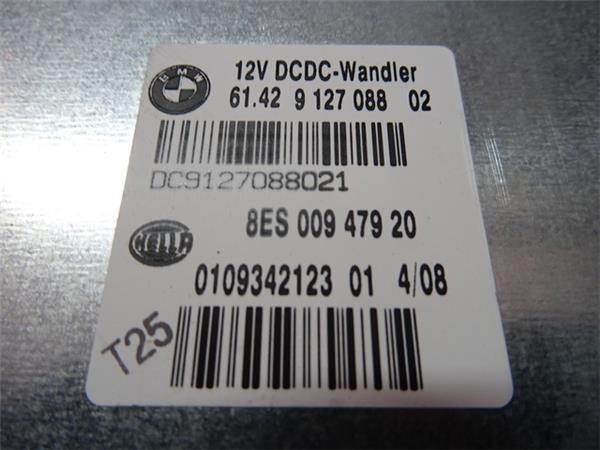 BMW
12V DCDC-Wandler
61.42 9 127 088 02
DC9127088021
8ES 009 479 20
HELLA
0109342123 01 4/08
T25